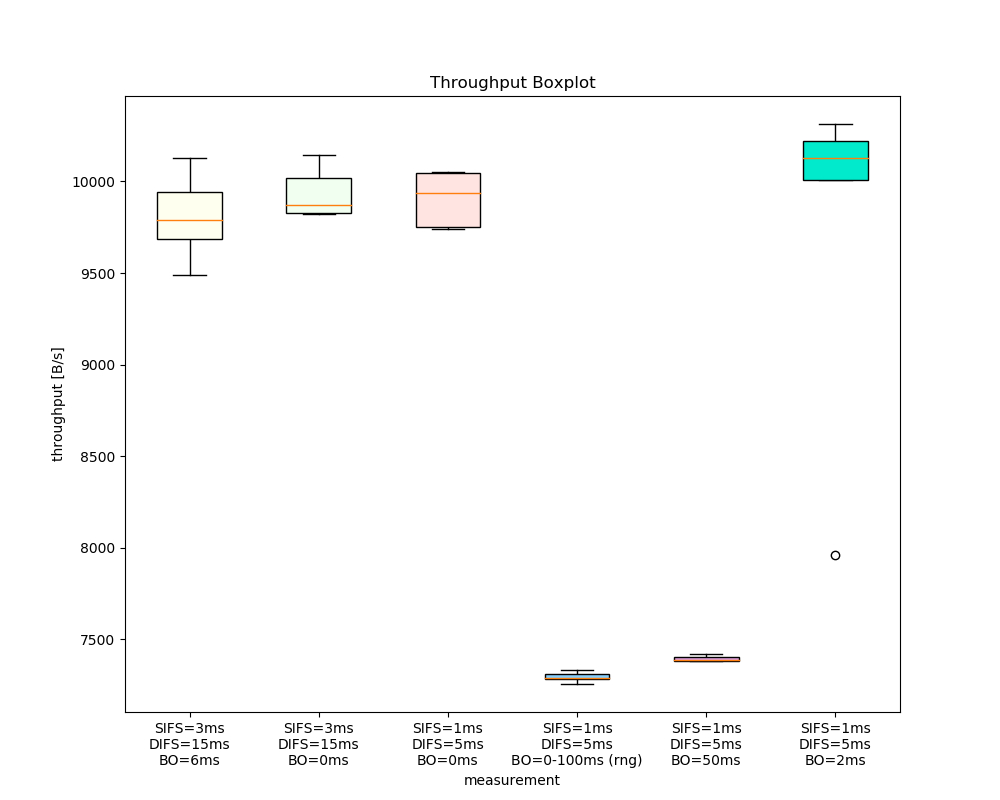 Throughput Boxplot
throughput [B/s]
10000
9500
9000
8500
8000
7500
SIFS=3ms
DIFS=15ms
BO=6ms
SIFS=3ms
DIFS=15ms
BO=0ms
SIFS=1ms
DIFS=5ms
BO=0ms
SIFS=1ms
DIFS=5ms
BO=0-100ms (rng)
SIFS=1ms
DIFS=5ms
BO=50ms
SIFS=1ms
DIFS=5ms
BO=2ms
measurement